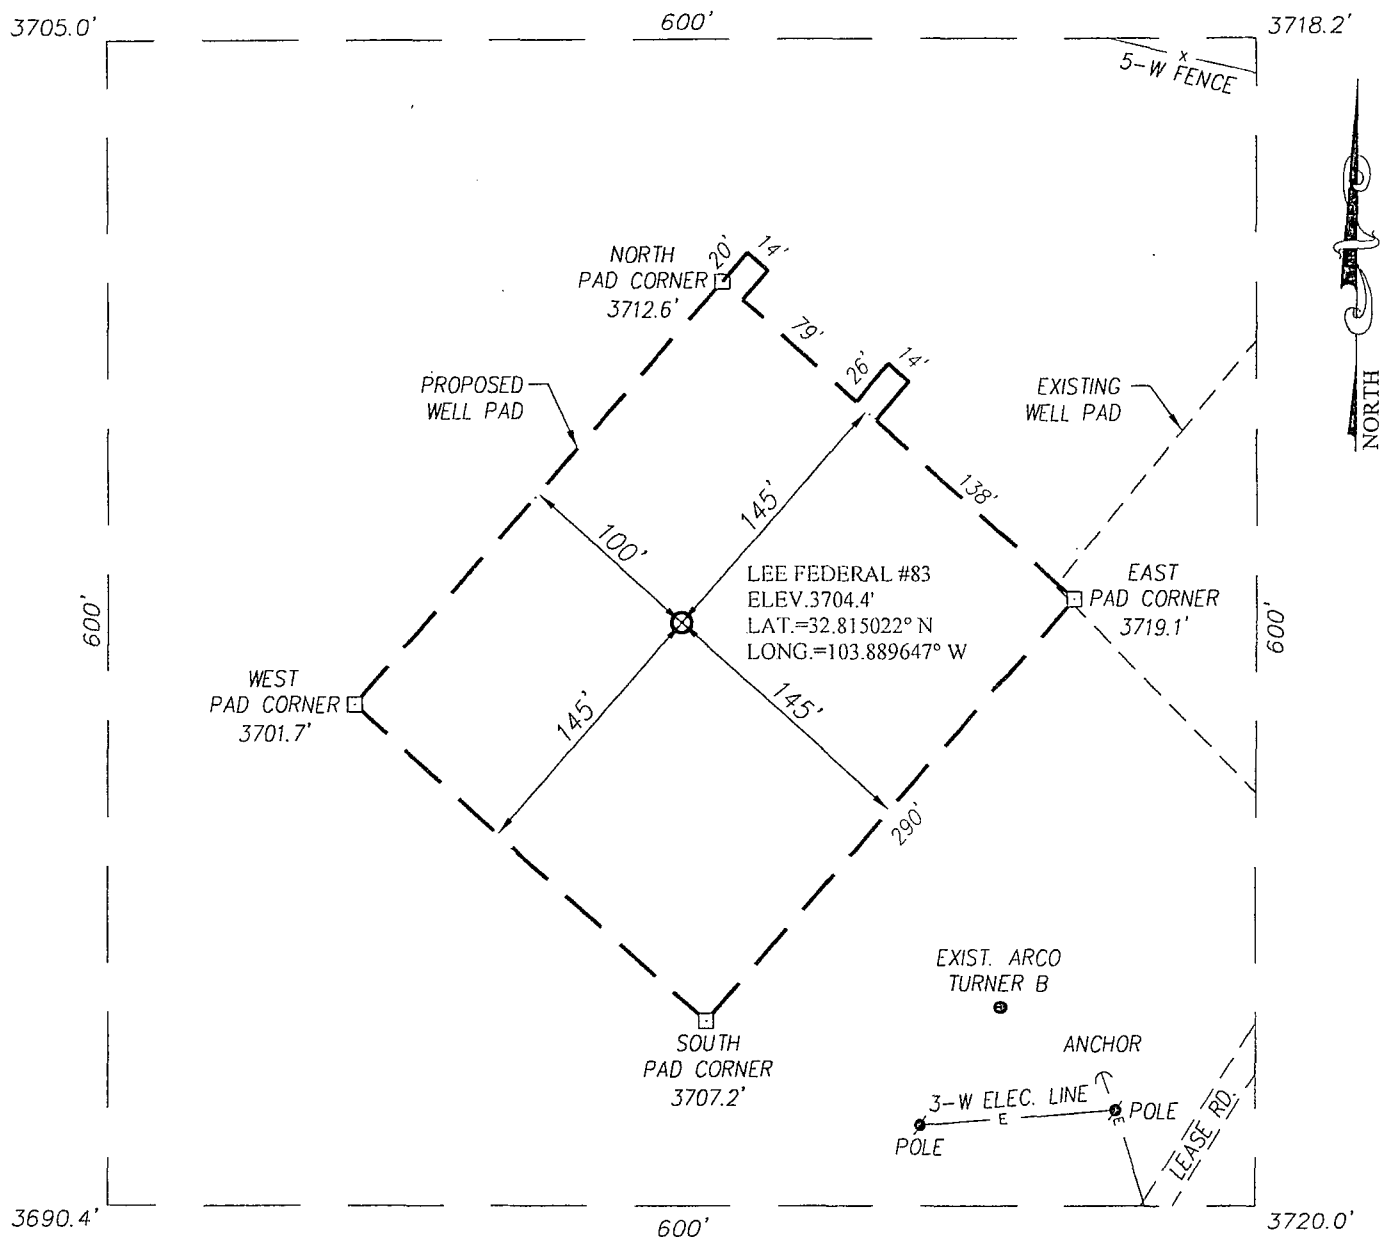 3705.0'
600'
3718.2'
5-W FENCE
x
NORTH
NORTH
PAD CORNER
3712.6'
20'
14'
79'
26'
14'
PROPOSED
WELL PAD
EXISTING
WELL PAD
138'
145'
100'
LEE FEDERAL #83
ELEV.3704.4'
LAT.=32.815022° N
LONG.=103.889647° W
EAST
PAD CORNER
3719.1'
600'
600'
WEST
PAD CORNER
3701.7'
145'
145'
290'
EXIST. ARCO
TURNER B
SOUTH
PAD CORNER
3707.2'
ANCHOR
3-W ELEC. LINE
E
E
POLE
POLE
LEASE RD.
3690.4'
600'
3720.0'